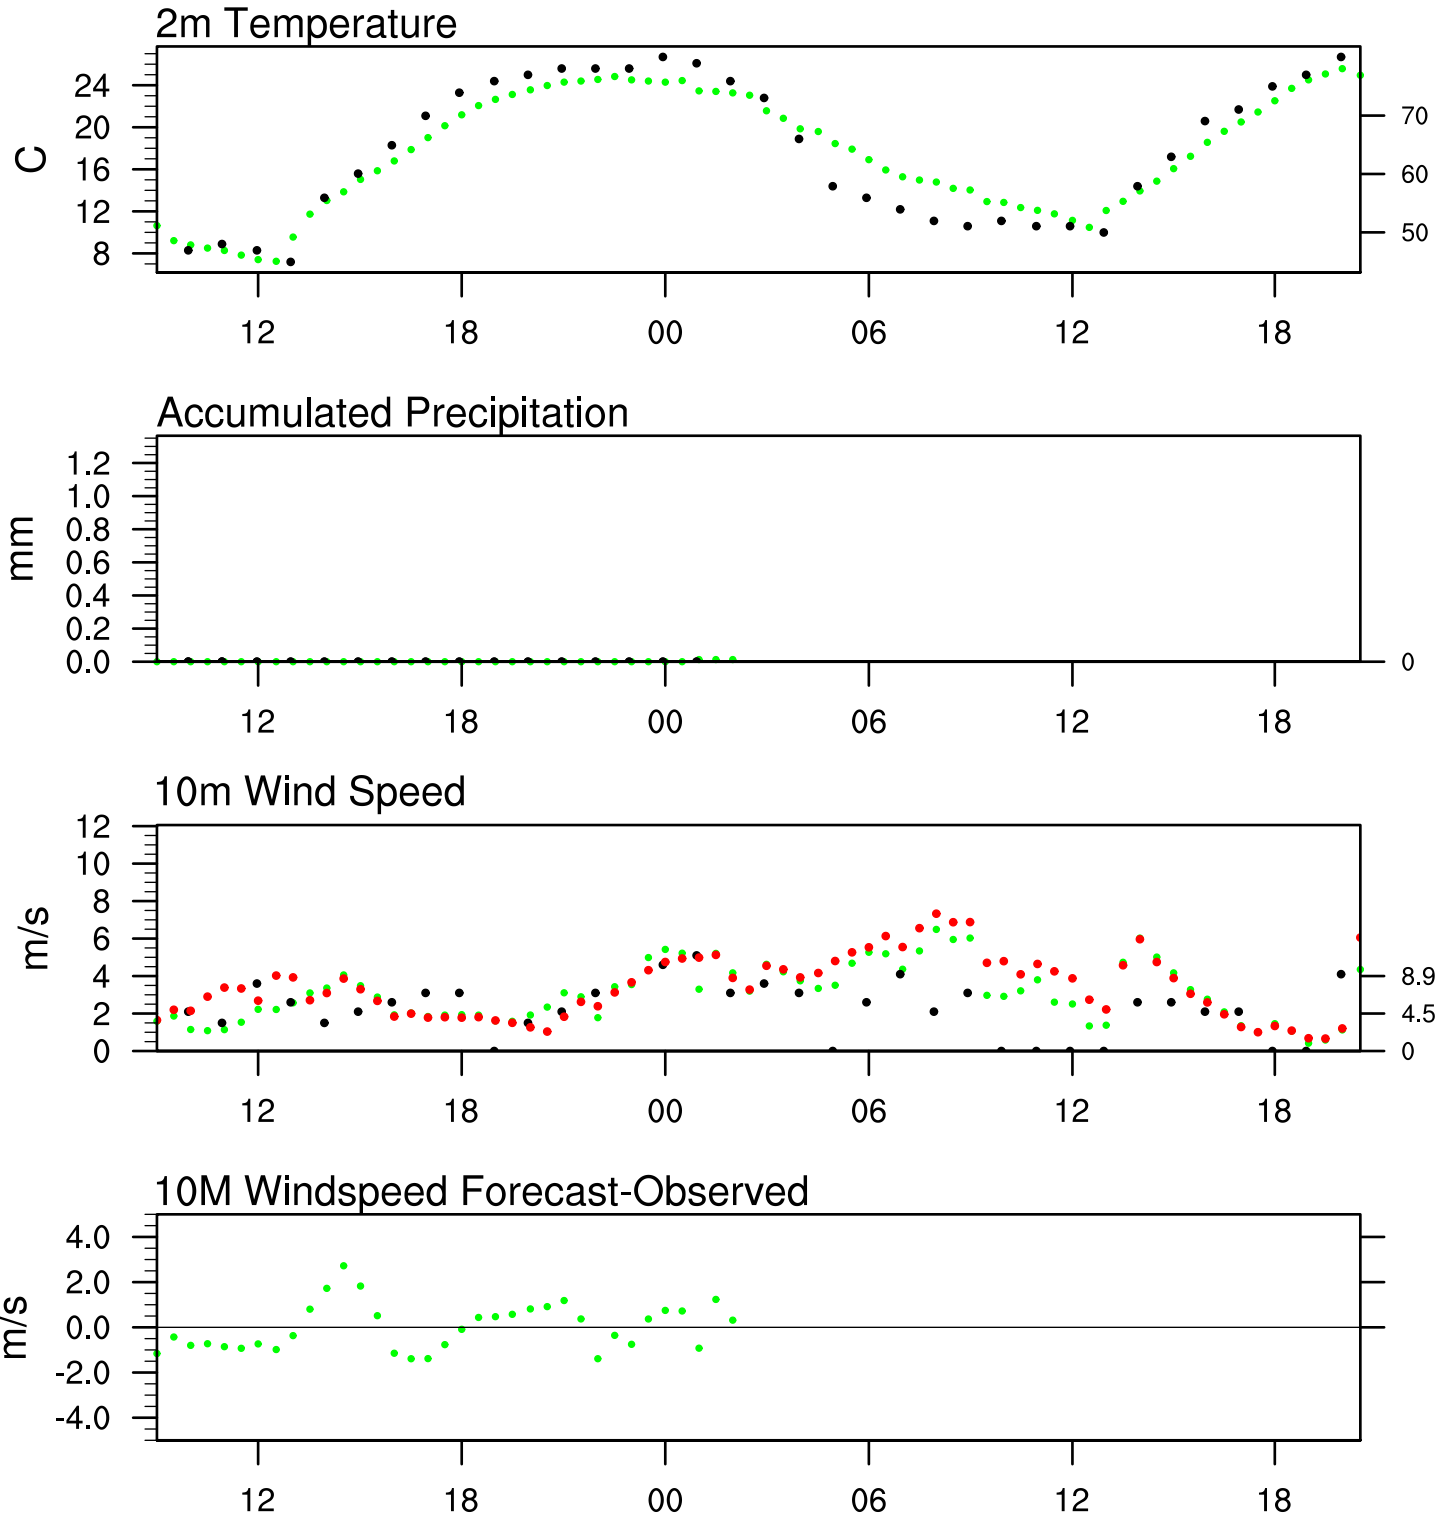 2m Temperature
24
20
16
12
8
C
70
60
50
12 18 00 06 12 18
Accumulated Precipitation
1.2
1.0
0.8
0.6
0.4
0.2
0.0
mm
0
12 18 00 06 12 18
10m Wind Speed
12
10
8
6
4
2
0
m/s
8.9
4.5
0
12 18 00 06 12 18
10M Windspeed Forecast-Observed
4.0
2.0
0.0
-2.0
-4.0
m/s
12 18 00 06 12 18